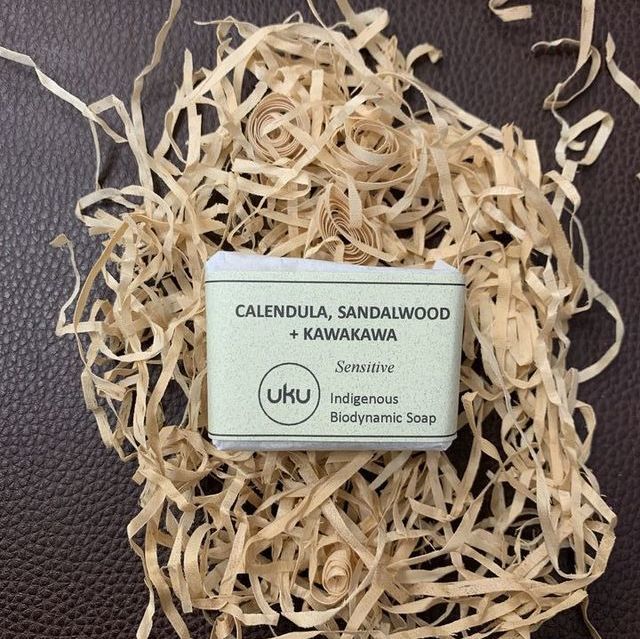 CALENDULA, SANDALWOOD
+ KAWAKAWA
Sensitive
uku
Indigenous
Biodynamic Soap